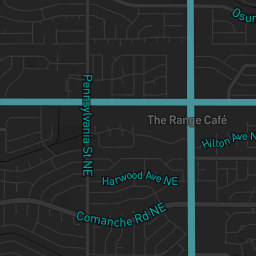 Osun
Pennsylvania St NE
The Range Café
Hilton Ave N
Harwood Ave NE
Comanche Rd NE